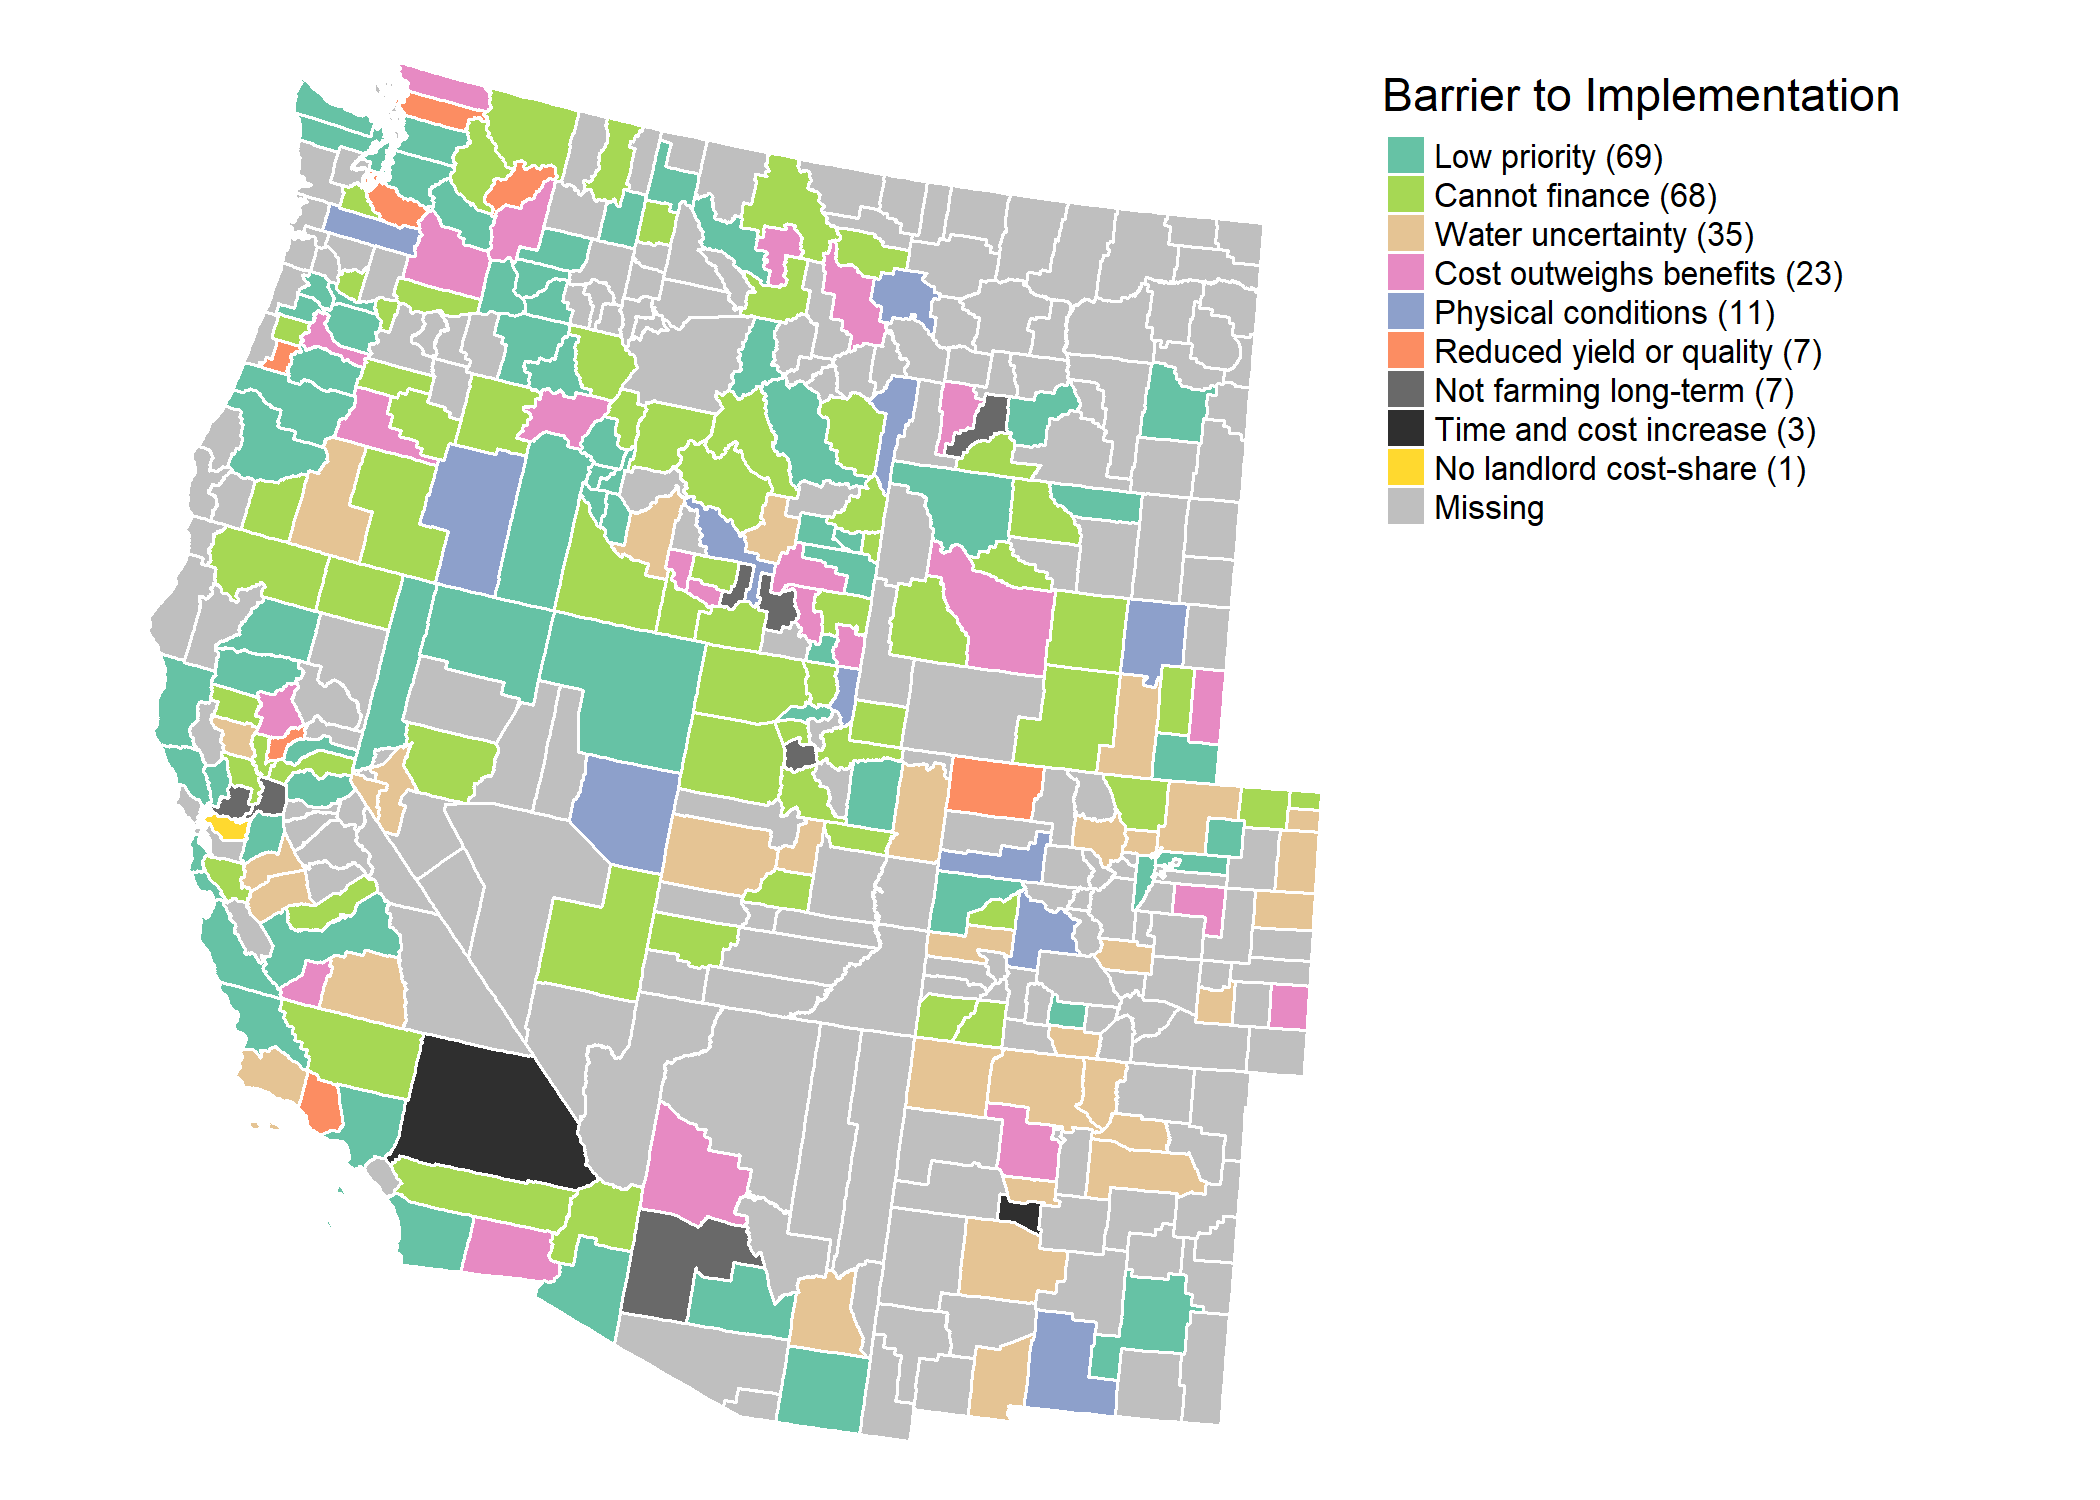 Barrier to Implementation
Low priority (69)
Cannot finance (68)
Water uncertainty (35)
Cost outweighs benefits (23)
Physical conditions (11)
Reduced yield or quality (7)
Not farming long-term (7)
Time and cost increase (3)
No landlord cost-share (1)
Missing